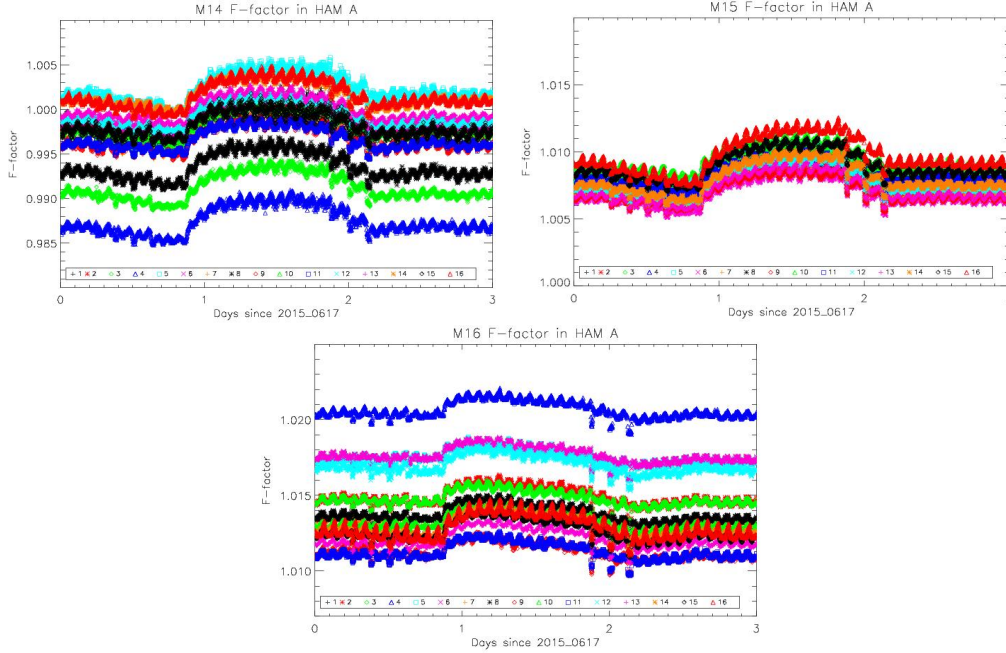 M14 F-factor in HAM A
1.005
1.000
0.995
0.990
0.985
F-factor
1 2 3 4 5 6 7 8 9 10 11 12 13 14 15 16
0 1 2 3
Days since 2015_0617
M15 F-factor in HAM A
1.015
1.010
1.005
1.000
F-factor
1 2 3 4 5 6 7 8 9 10 11 12 13 14 15 16
0 1 2
Days since 2015_0617
M16 F-factor in HAM A
1.020
1.015
1.010
F-factor
1 2 3 4 5 6 7 8 9 10 11 12 13 14 15 16
0 1 2 3
Days since 2015_0617